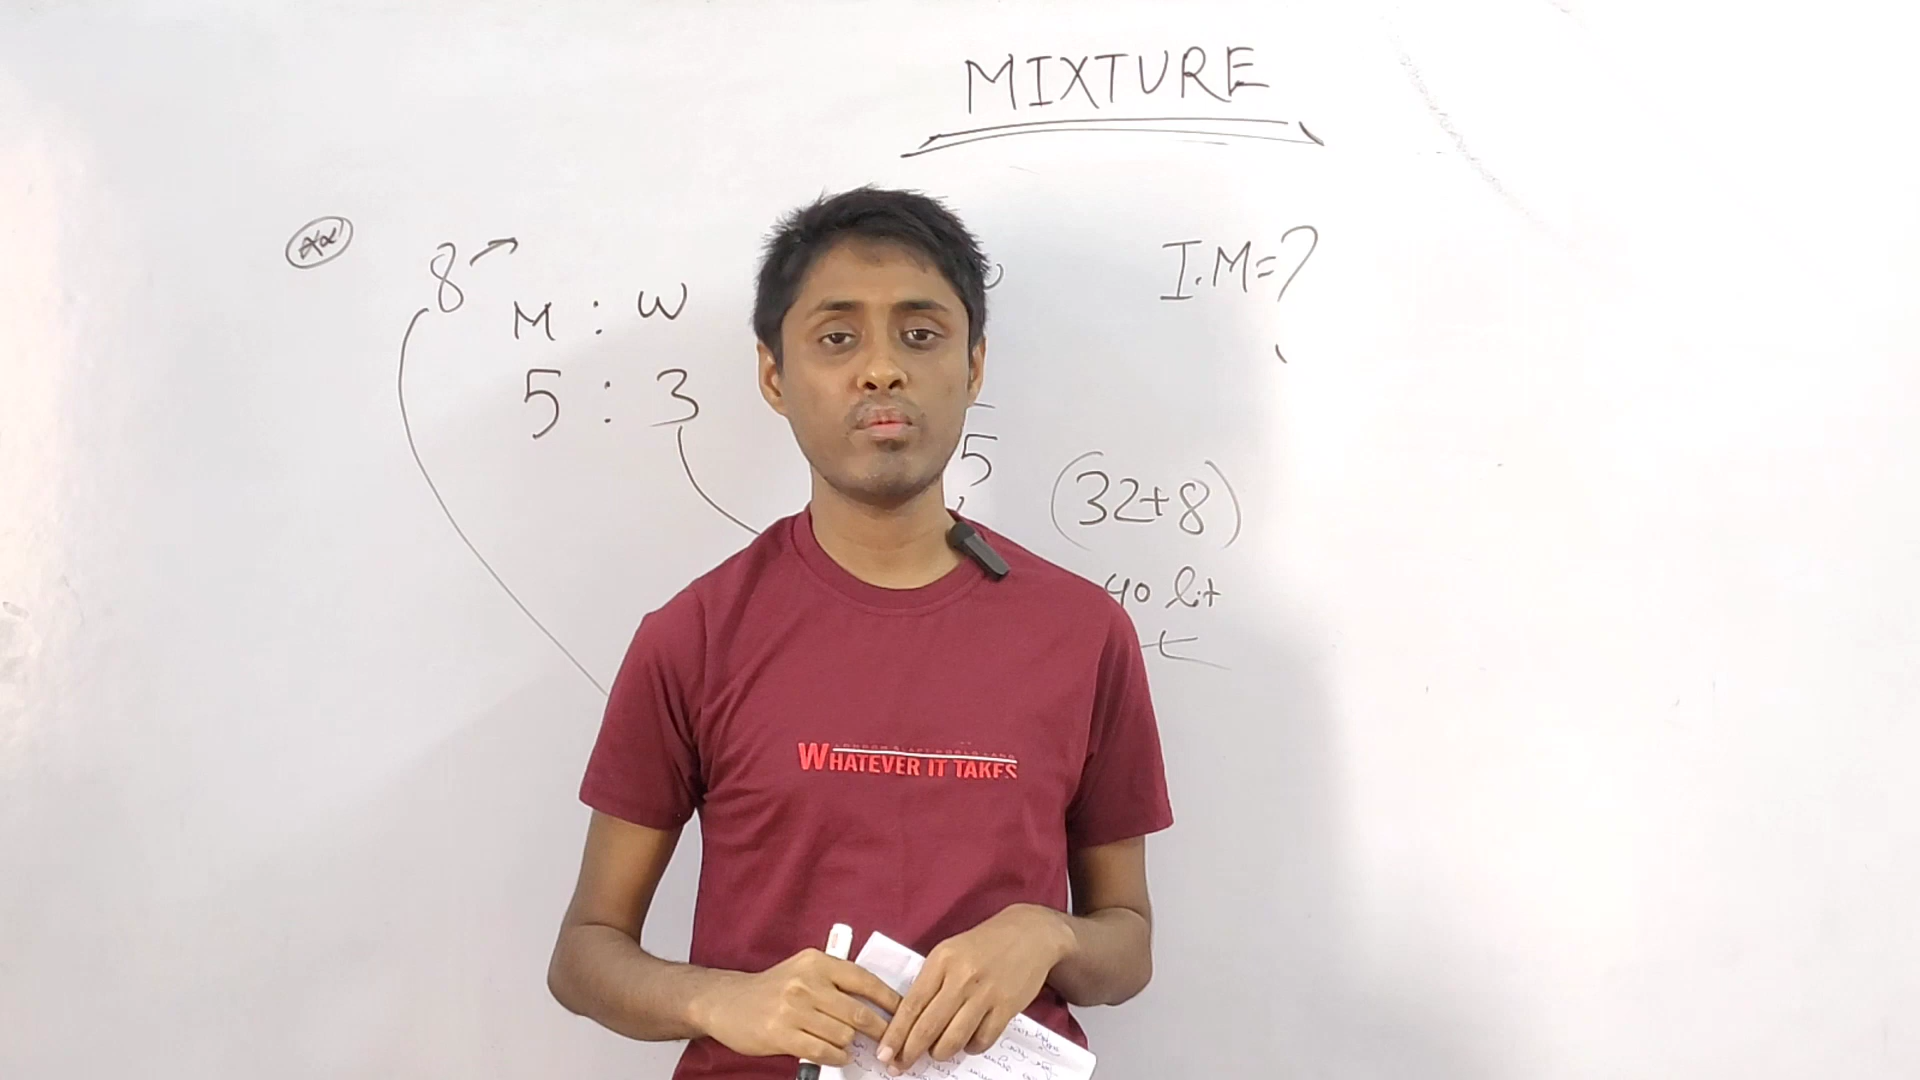 MIXTURE
8
M : W
5 : 3
I.M=?
5
(32+8)
40 lit
WHATEVER IT TAKES